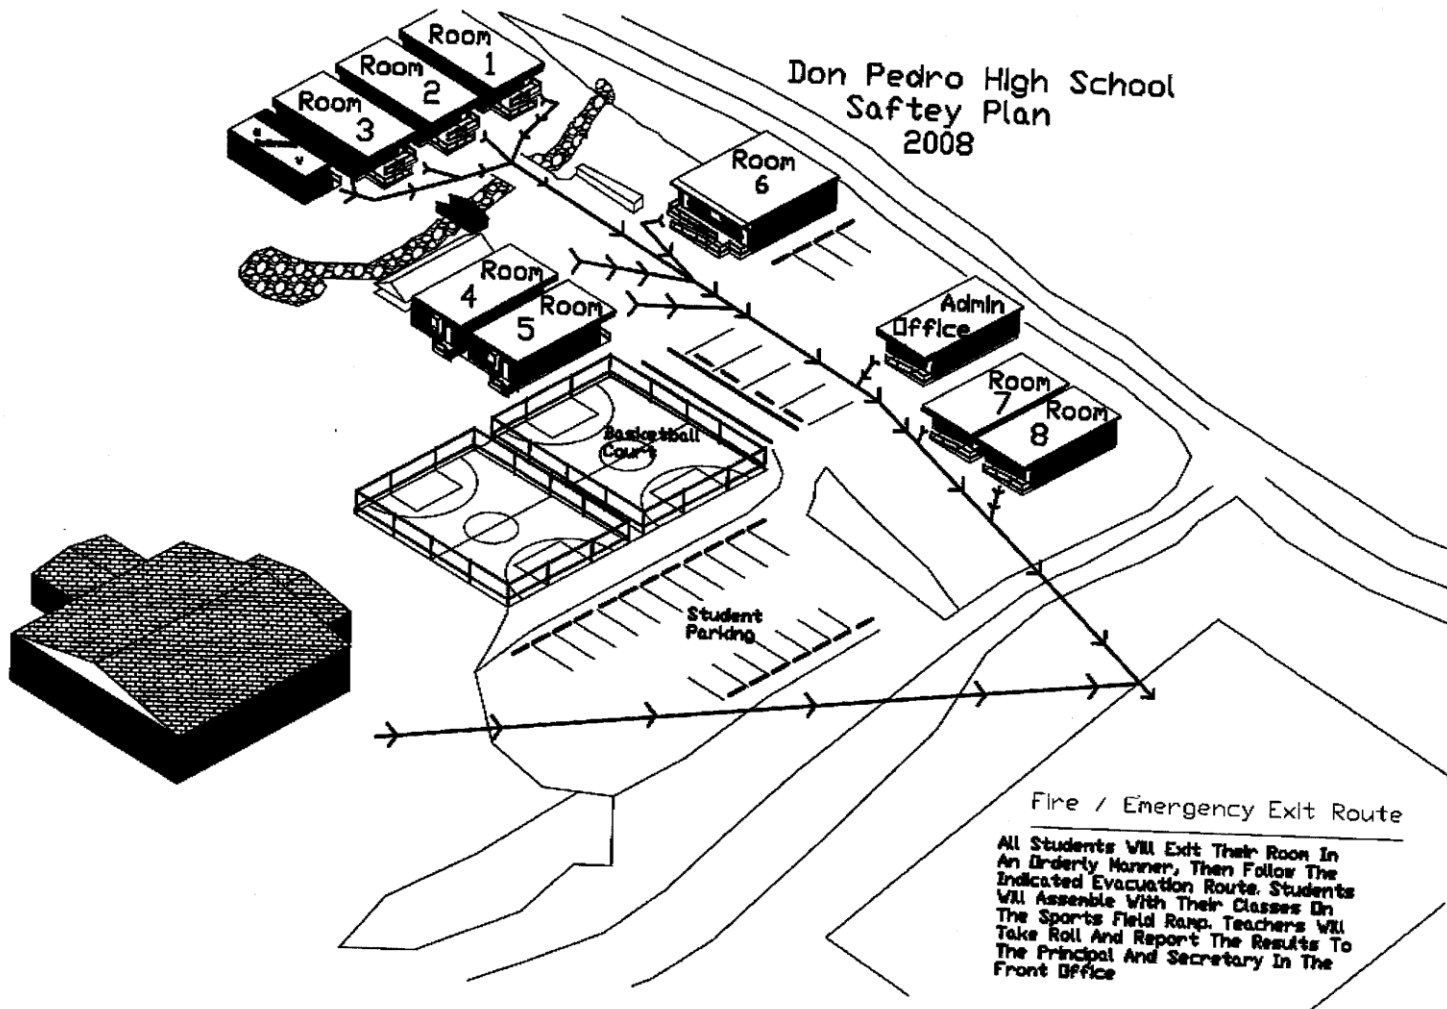 Don Pedro High School
Saftey Plan
2008
Room
1
Room
2
Room
3
Room
6
Room
4
Room
5
Admin
Office
Room
7
Room
8
Basketball
Court
Student
Parking
Fire / Emergency Exit Route
All Students Will Exit Their Room In
An Orderly Manner, Then Follow The
Indicated Evacuation Route. Students
Will Assemble With Their Classes On
The Sports Field Ramp. Teachers Will
Take Roll And Report The Results To
The Principal And Secretary In The
Front Office